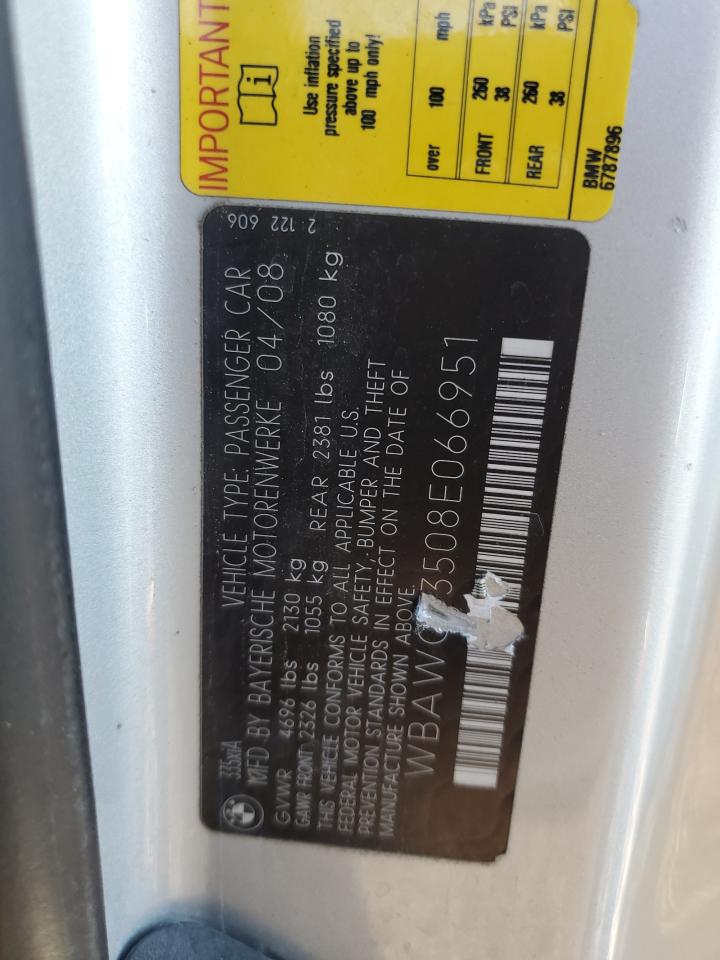 IMPORTANT
i
Use inflation
pressure specified
above up to
100 mph only!
over 100 mph
FRONT 260 kPa
38 PSI
REAR 260 kPa
38 PSI
BMW
6787896
2 122 606
335xiA VEHICLE TYPE: PASSENGER CAR
MFD BY BAYERISCHE MOTORENWERKE 04/08
GVWR 4696 lbs 2130 kg
GAWR FRONT 2326 lbs 1055 kg REAR 2381 lbs 1080 kg
THIS VEHICLE CONFORMS TO ALL APPLICABLE U.S.
FEDERAL MOTOR VEHICLE SAFETY, BUMPER AND THEFT
PREVENTION STANDARDS IN EFFECT ON THE DATE OF
MANUFACTURE SHOWN ABOVE.
WBAWC 3508E066951